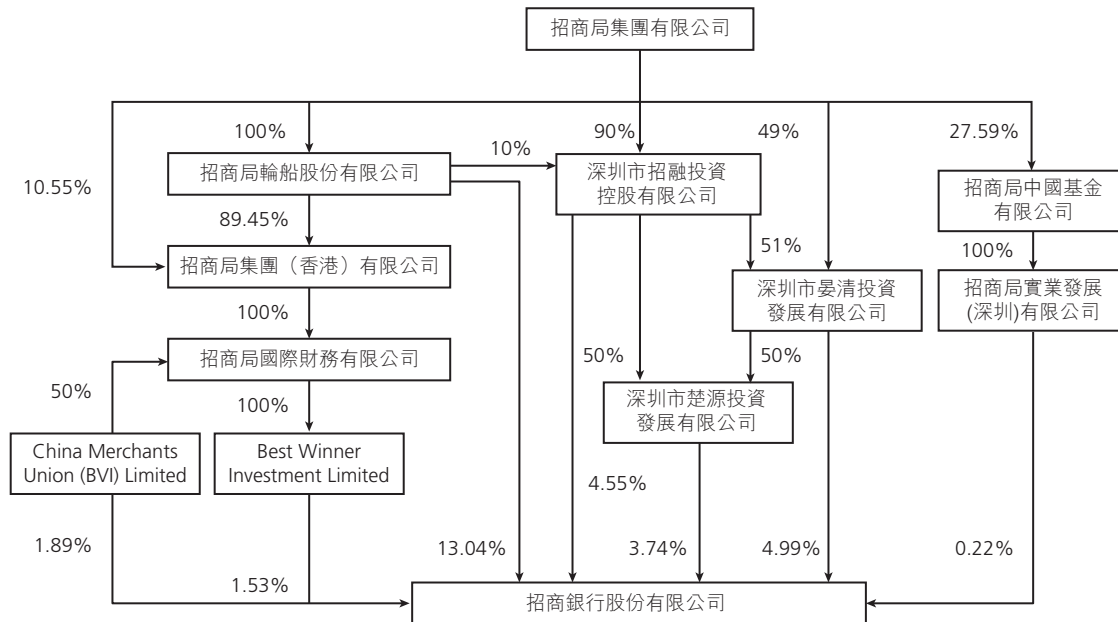 招商局集團有限公司
100%
90%
49%
27.59%
10%
招商局輪船股份有限公司
深圳市招融投資
控股有限公司
招商局中國基金
有限公司
10.55%
89.45%
51%
100%
招商局集團（香港）有限公司
深圳市晏清投資
發展有限公司
招商局實業發展
(深圳)有限公司
100%
招商局國際財務有限公司
50%
50%
50%
100%
深圳市楚源投資
發展有限公司
China Merchants
Union (BVI) Limited
Best Winner
Investment Limited
4.55%
1.89%
13.04%
3.74%
4.99%
0.22%
1.53%
招商銀行股份有限公司